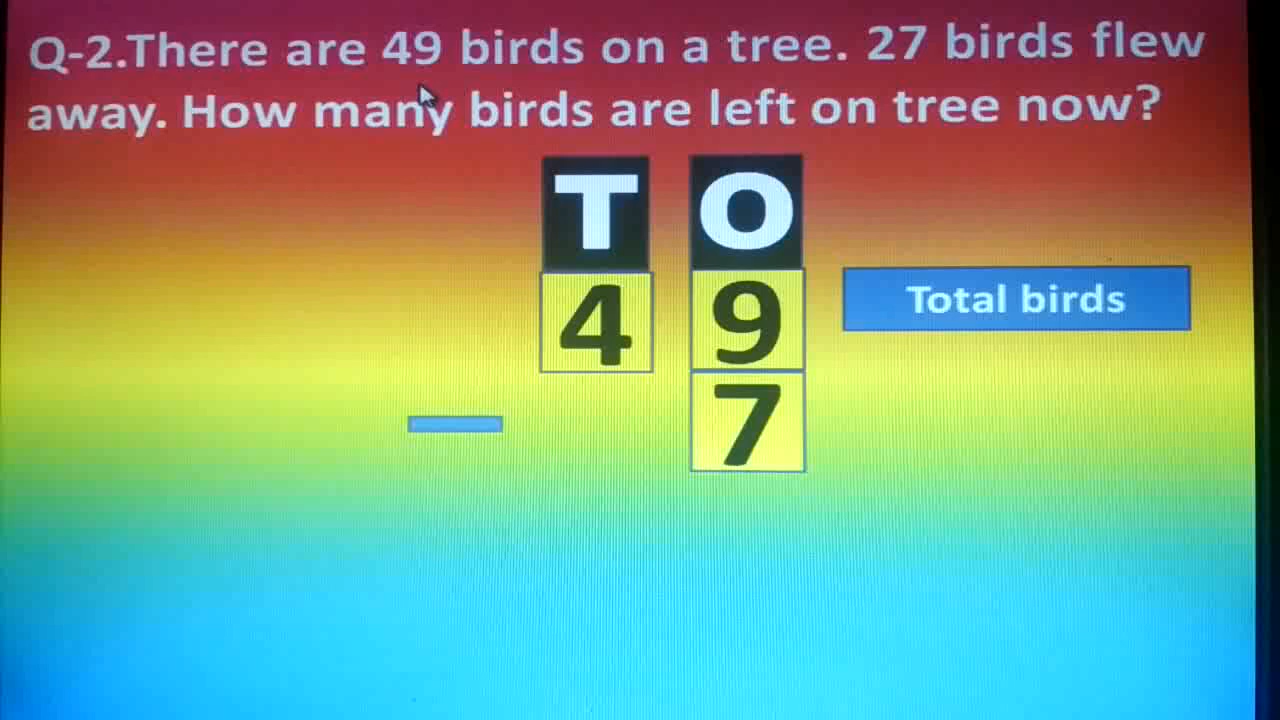 Q-2.There are 49 birds on a tree. 27 birds flew
away. How many birds are left on tree now?
T O
4 9 Total birds
– 7